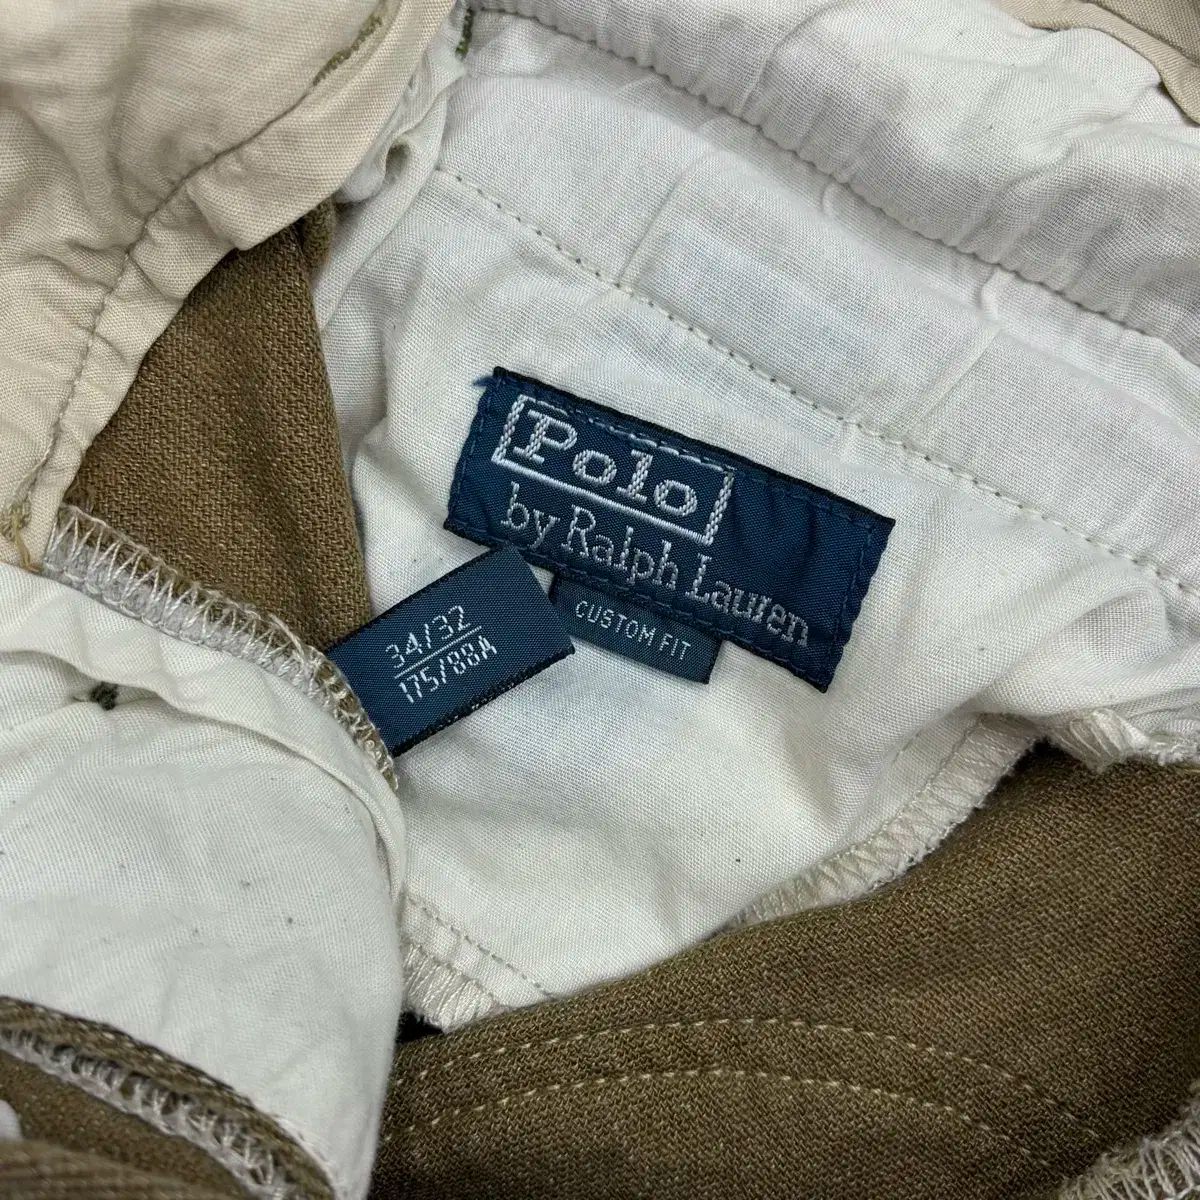 Polo
by Ralph Lauren
CUSTOM FIT
34/32
175/88A